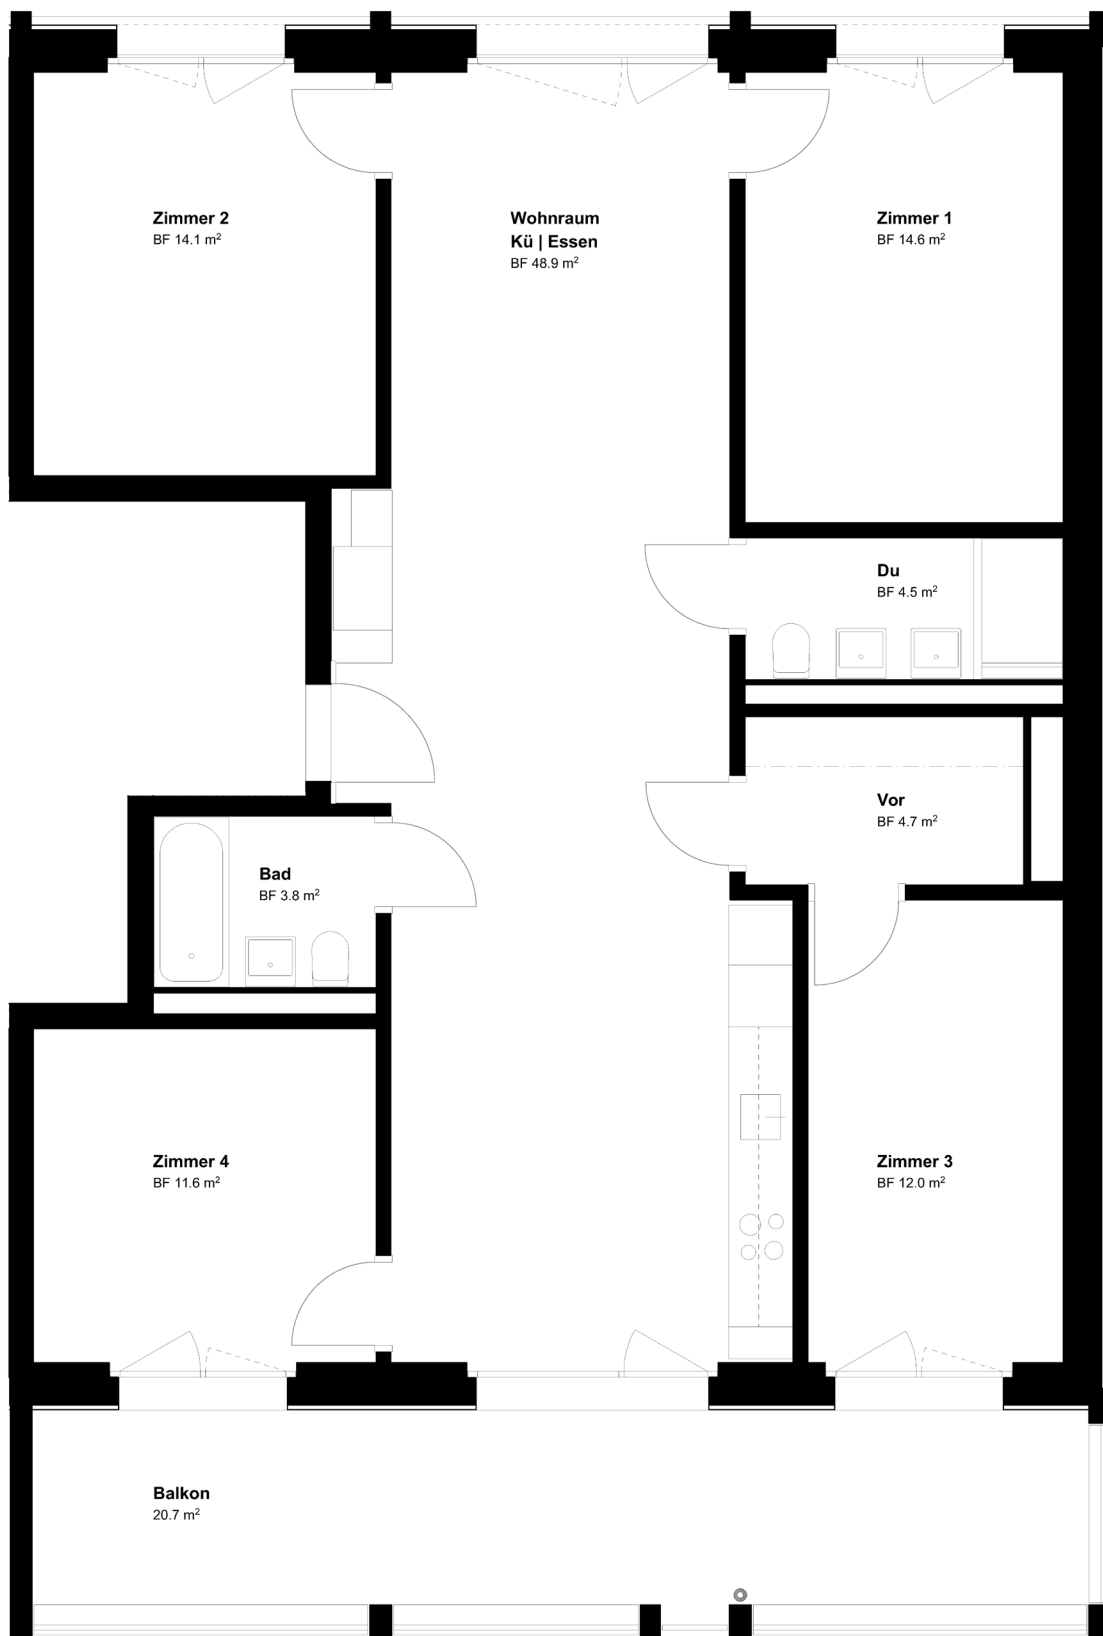 Zimmer 2
BF 14.1 m²
Wohnraum
Kü | Essen
BF 48.9 m²
Zimmer 1
BF 14.6 m²
Du
BF 4.5 m²
Vor
BF 4.7 m²
Bad
BF 3.8 m²
Zimmer 4
BF 11.6 m²
Zimmer 3
BF 12.0 m²
Balkon
20.7 m²